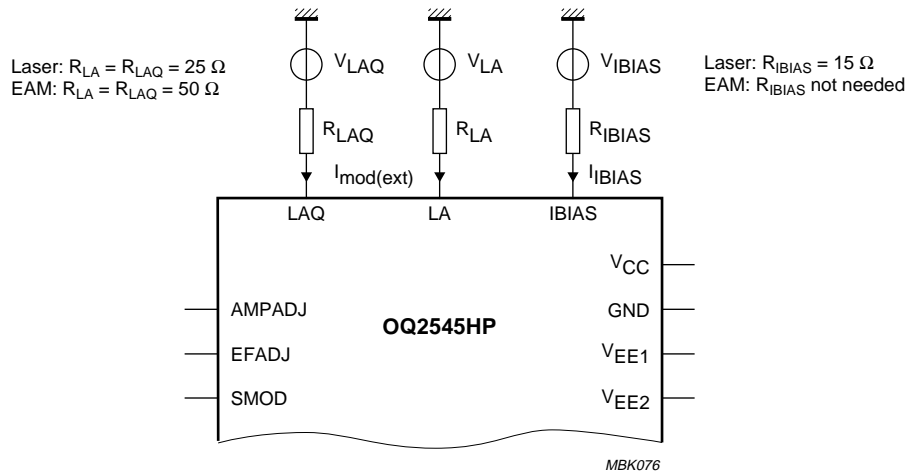 Laser: R_LA = R_LAQ = 25 Ω
EAM: R_LA = R_LAQ = 50 Ω
V_LAQ
V_LA
V_IBIAS
Laser: R_IBIAS = 15 Ω
EAM: R_IBIAS not needed
R_LAQ
R_LA
R_IBIAS
I_mod(ext)
I_IBIAS
LAQ
LA
IBIAS
V_CC
AMPADJ
OQ2545HP
GND
EFADJ
V_EE1
SMOD
V_EE2
MBK076